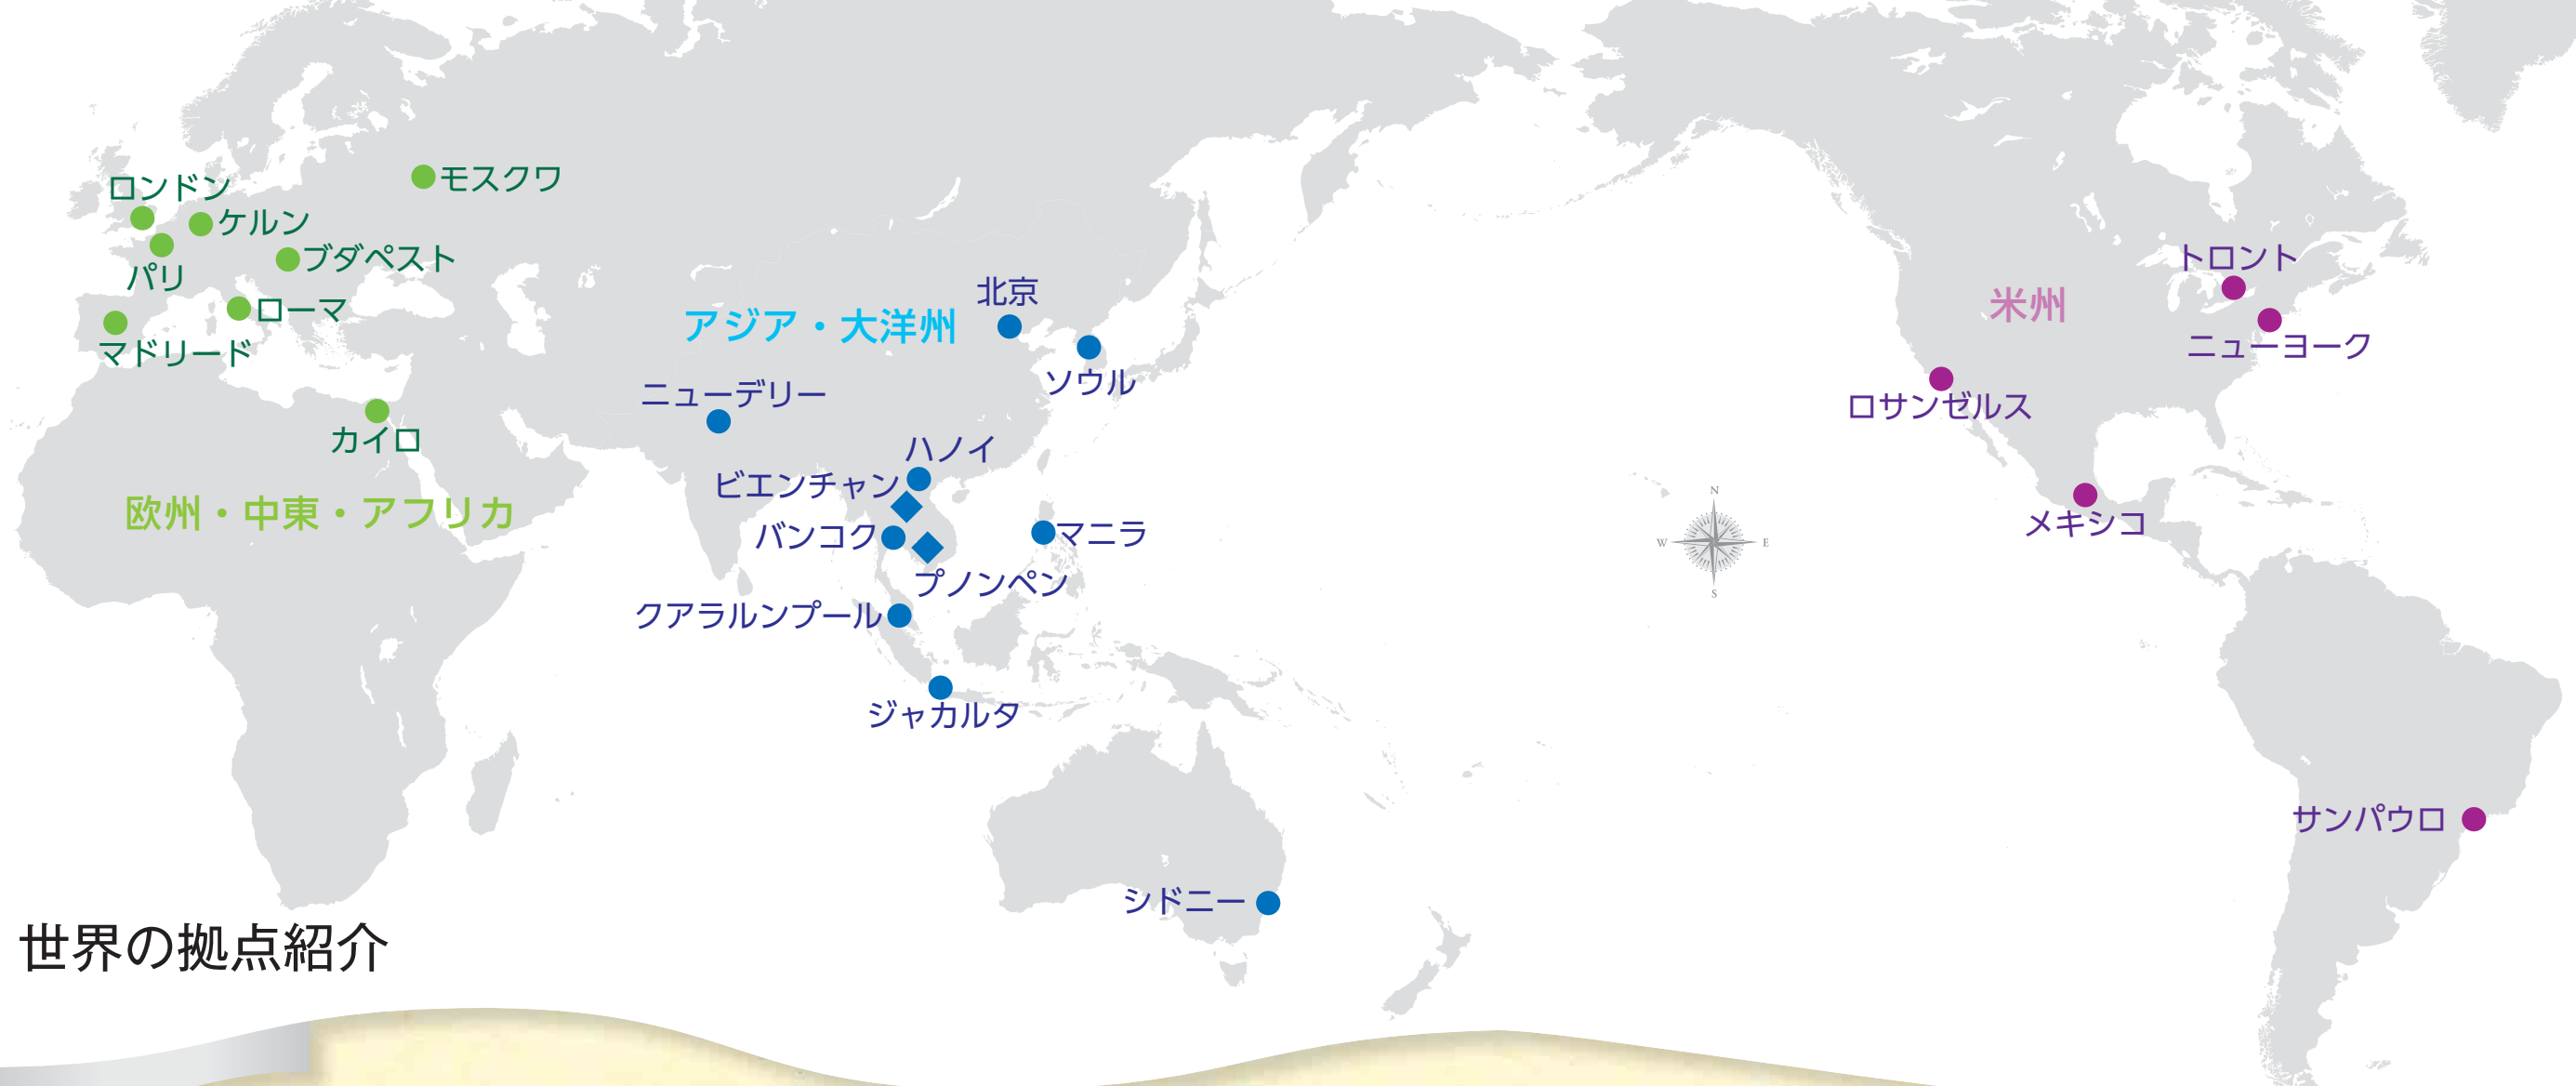 モスクワ
ロンドン
ケルン
ブダペスト
パリ
ローマ
マドリード
カイロ
欧州・中東・アフリカ
アジア・大洋州
北京
ソウル
ニューデリー
ハノイ
ビエンチャン
バンコク
マニラ
プノンペン
クアラルンプール
ジャカルタ
シドニー
米州
トロント
ニューヨーク
ロサンゼルス
メキシコ
サンパウロ
N
W
E
S
世界の拠点紹介